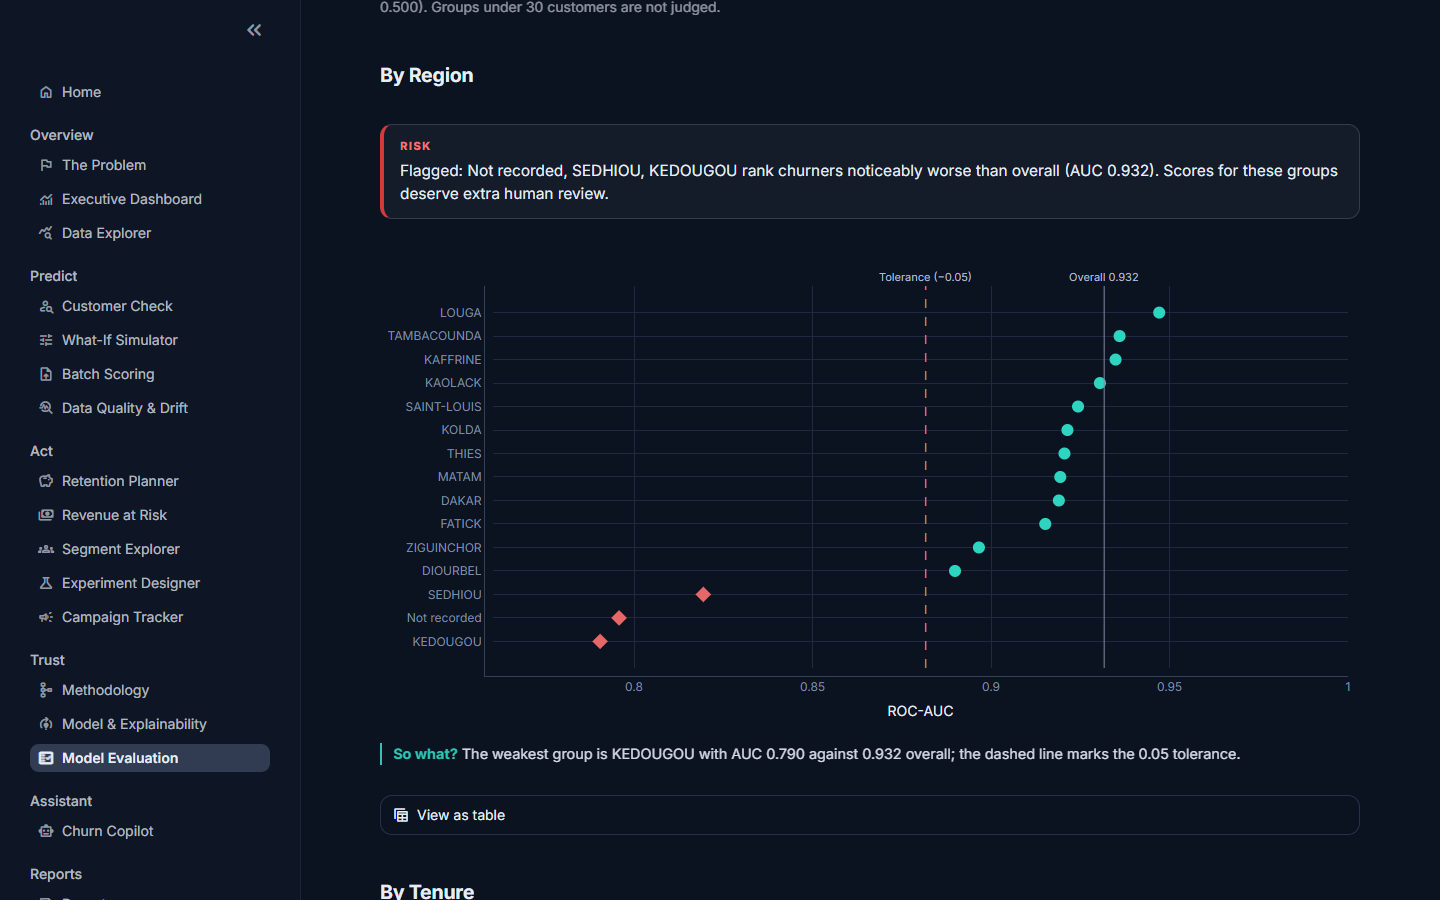 Home
Overview
The Problem
Executive Dashboard
Data Explorer
Predict
Customer Check
What-If Simulator
Batch Scoring
Data Quality & Drift
Act
Retention Planner
Revenue at Risk
Segment Explorer
Experiment Designer
Campaign Tracker
Trust
Methodology
Model & Explainability
Model Evaluation
Assistant
Churn Copilot
Reports
0.500). Groups under 30 customers are not judged.
By Region
RISK
Flagged: Not recorded, SEDHIOU, KEDOUGOU rank churners noticeably worse than overall (AUC 0.932). Scores for these groups
deserve extra human review.
Tolerance (−0.05)
Overall 0.932
LOUGA
TAMBACOUNDA
KAFFRINE
KAOLACK
SAINT-LOUIS
KOLDA
THIES
MATAM
DAKAR
FATICK
ZIGUINCHOR
DIOURBEL
SEDHIOU
Not recorded
KEDOUGOU
0.8
0.85
0.9
0.95
1
ROC-AUC
So what? The weakest group is KEDOUGOU with AUC 0.790 against 0.932 overall; the dashed line marks the 0.05 tolerance.
View as table
By Tenure